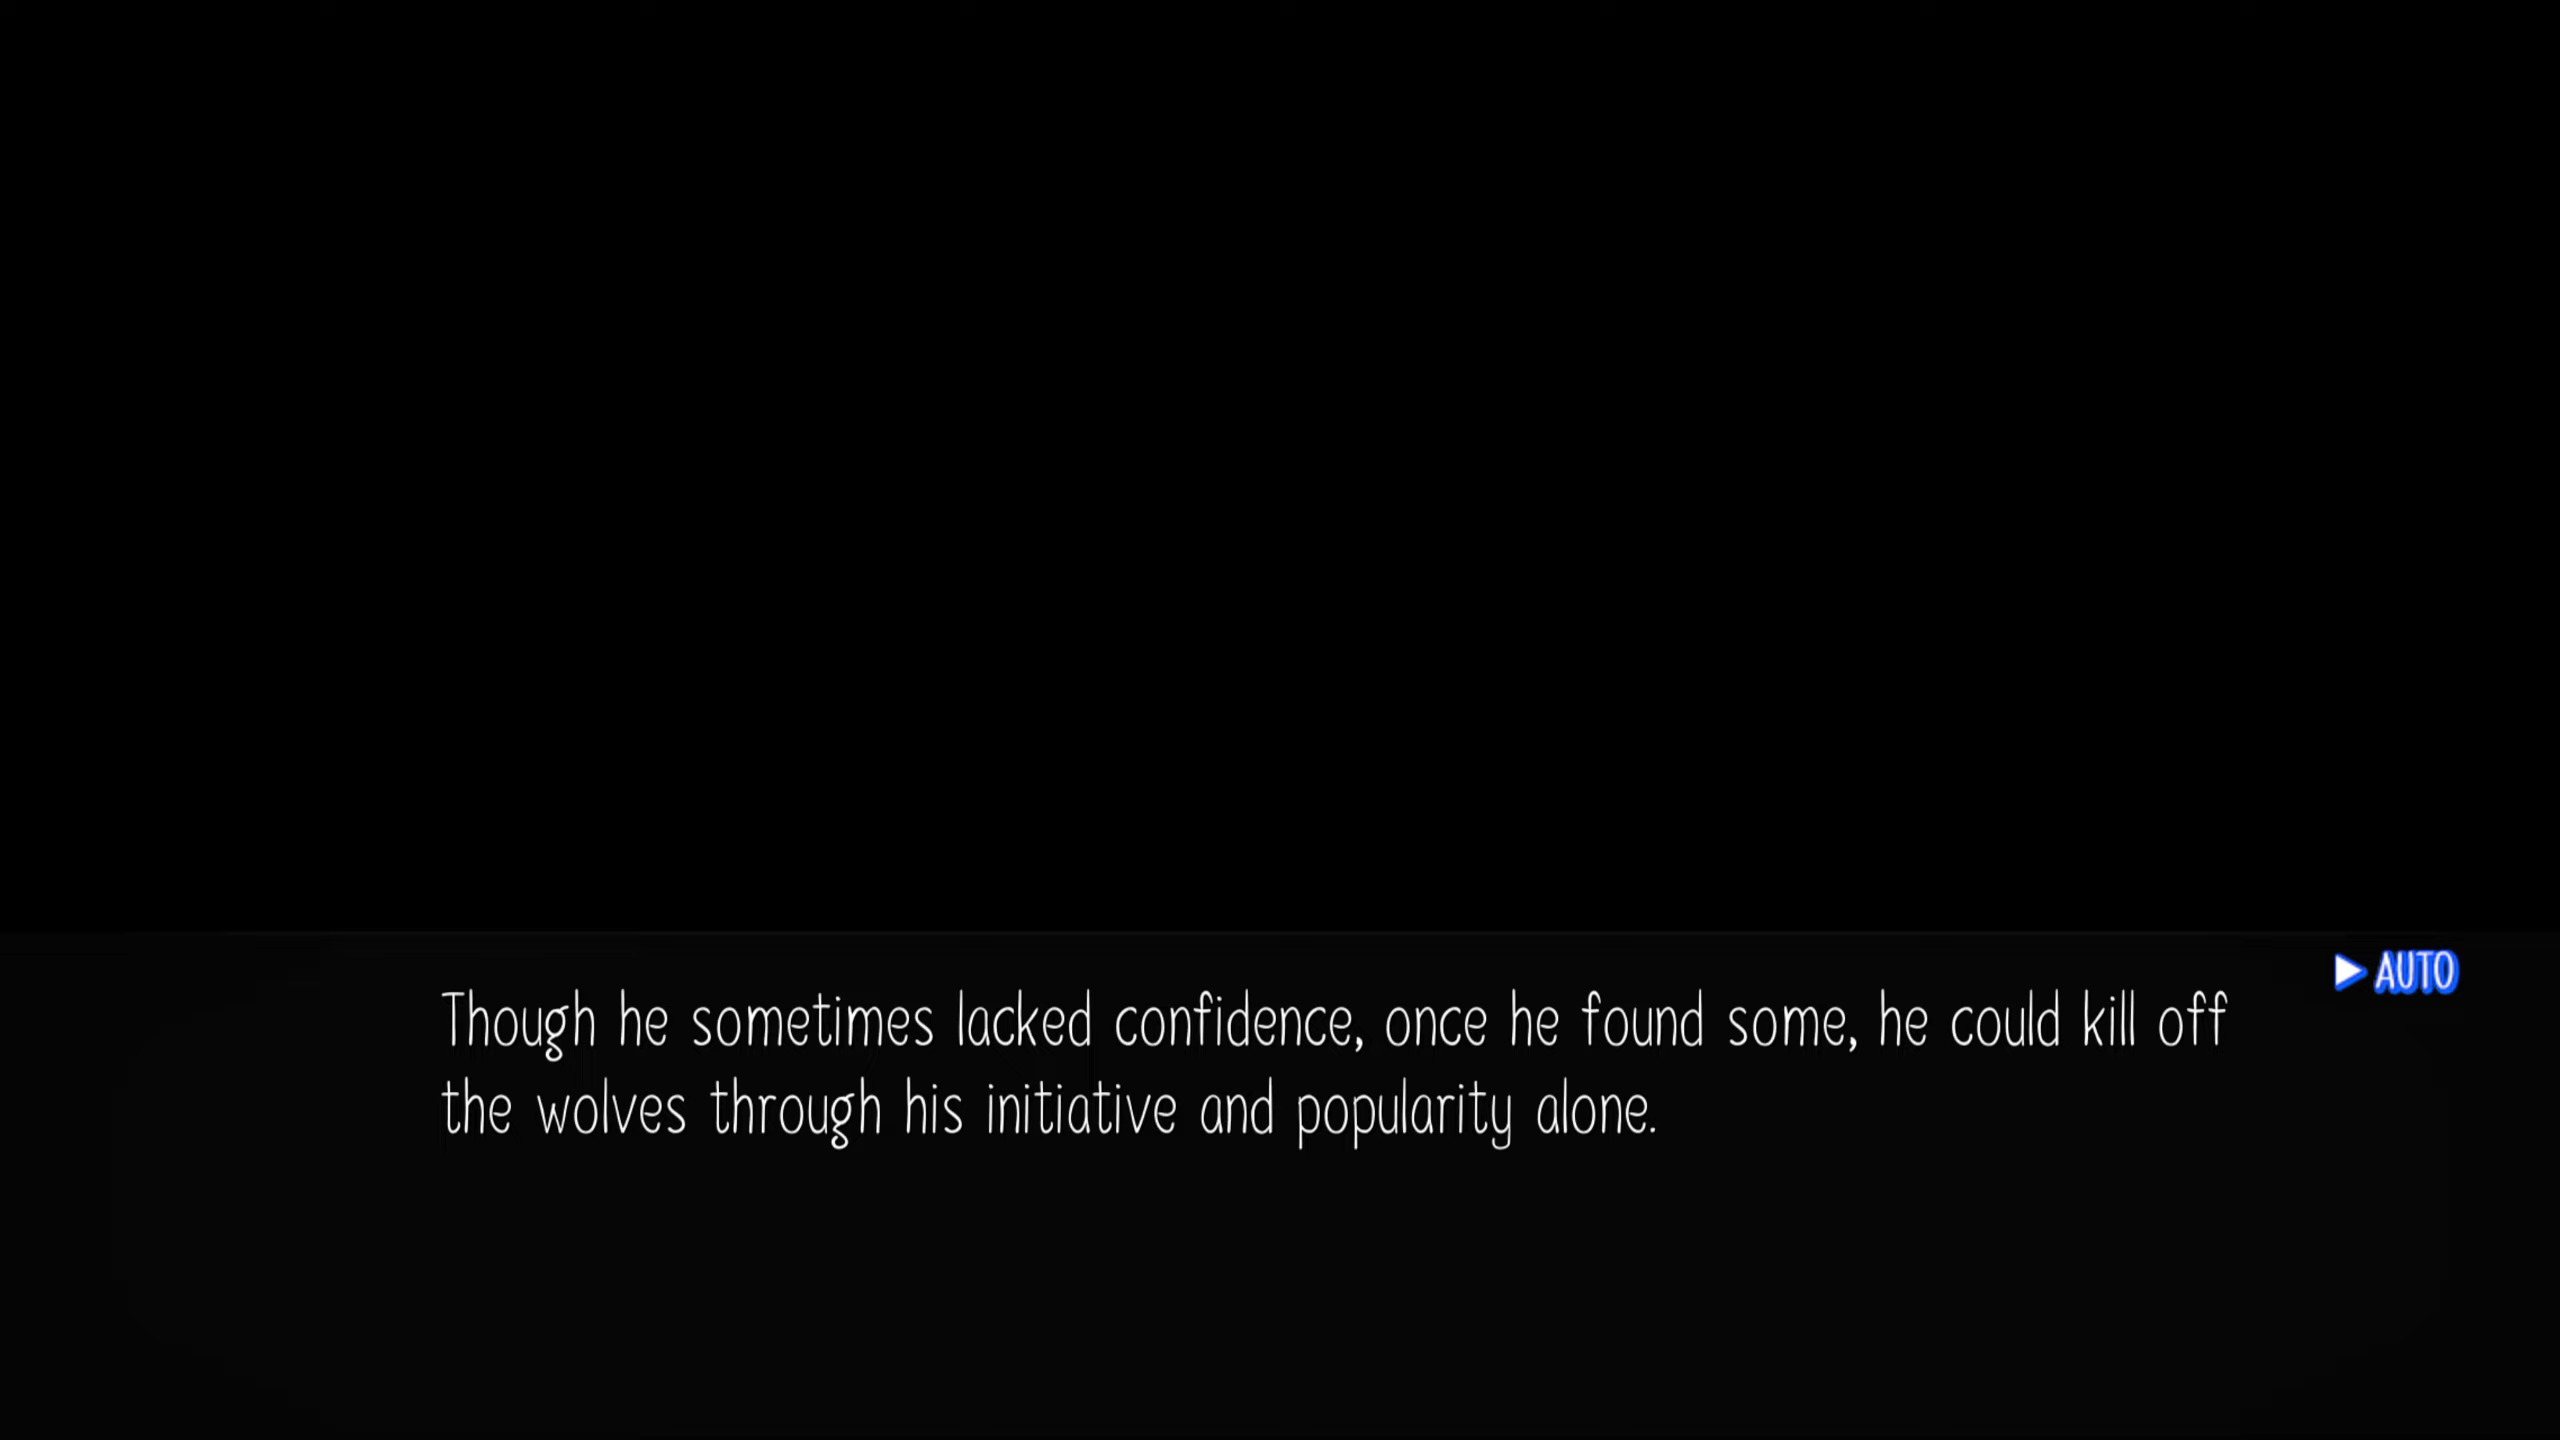 AUTO
Though he sometimes lacked confidence, once he found some, he could kill off
the wolves through his initiative and popularity alone.